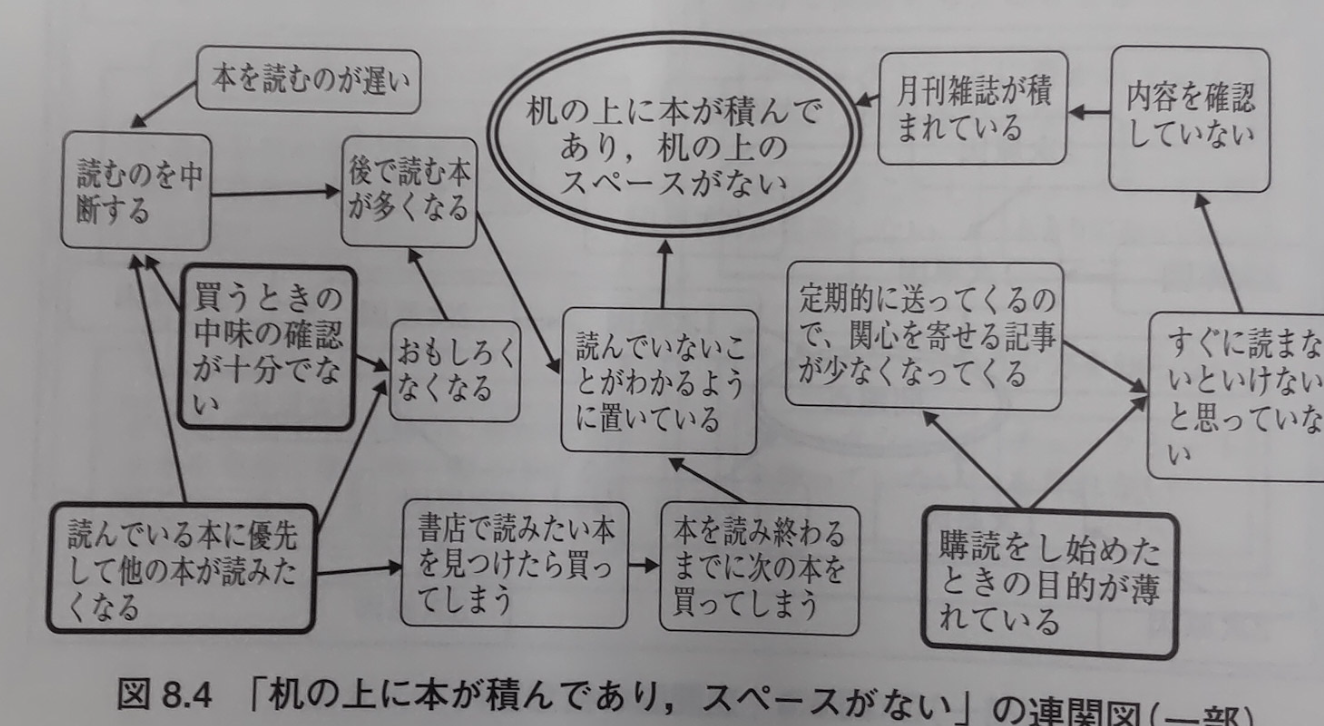 本を読むのが遅い
読むのを中
断する
後で読む本
が多くなる
机の上に本が積んで
あり，机の上の
スペースがない
月刊雑誌が積
まれている
内容を確認
していない
買うときの
中味の確認
が十分でな
い
おもしろく
なくなる
読んでいないこ
とがわかるよう
に置いている
定期的に送ってくるの
で、関心を寄せる記事
が少なくなってくる
すぐに読まな
いといけない
と思っていな
い
読んでいる本に優先
して他の本が読みた
くなる
書店で読みたい本
を見つけたら買っ
てしまう
本を読み終わる
までに次の本を
買ってしまう
購読をし始めた
ときの目的が薄
れている
図 8.4 「机の上に本が積んであり，スペースがない」の連関図(一部)